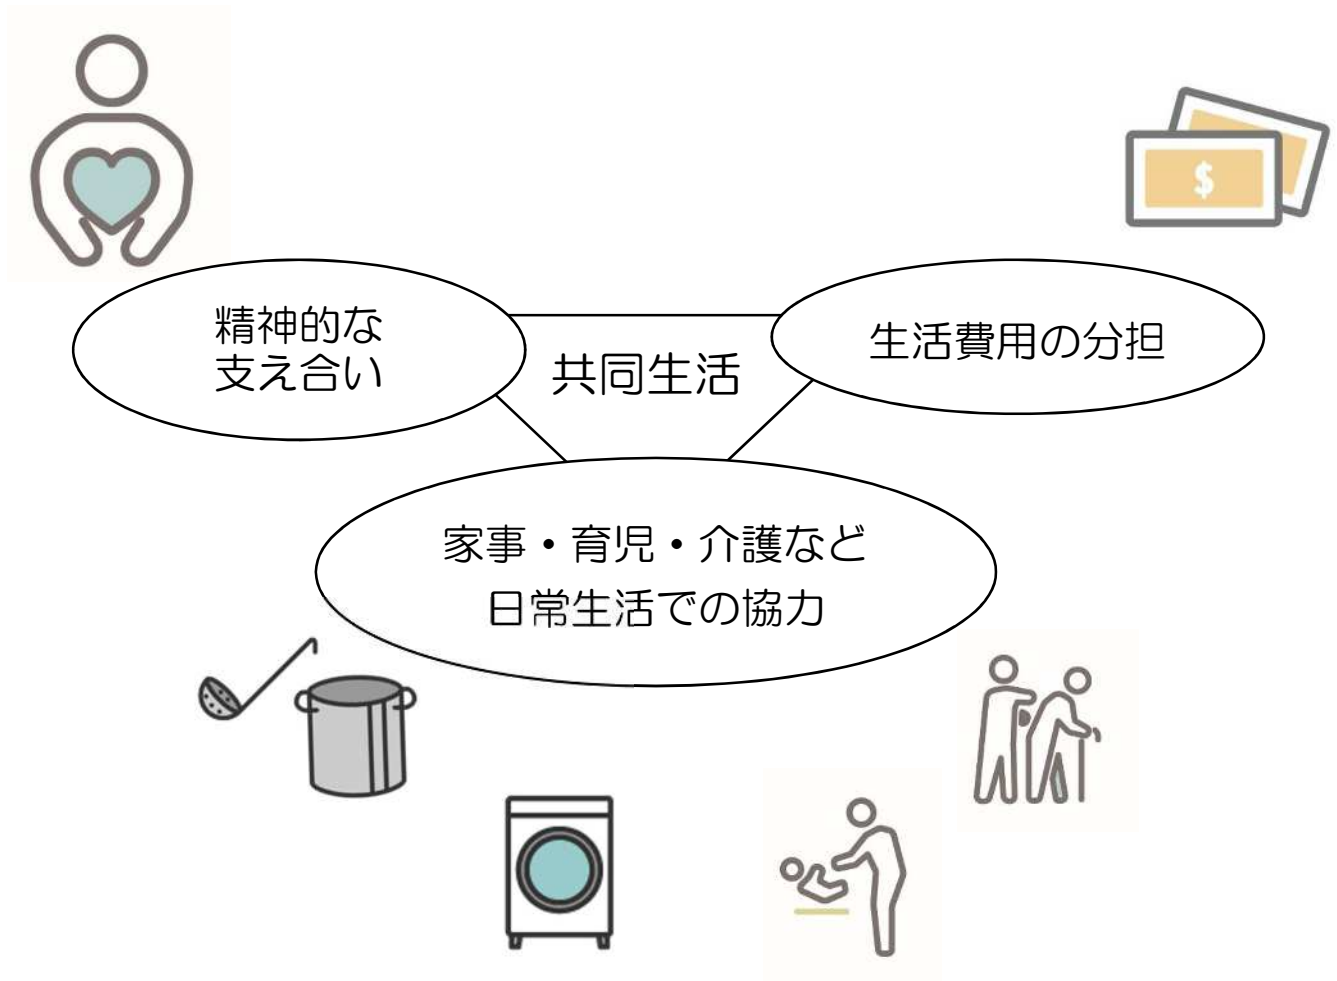 精神的な
支え合い
共同生活
生活費用の分担
家事・育児・介護など
日常生活での協力
$